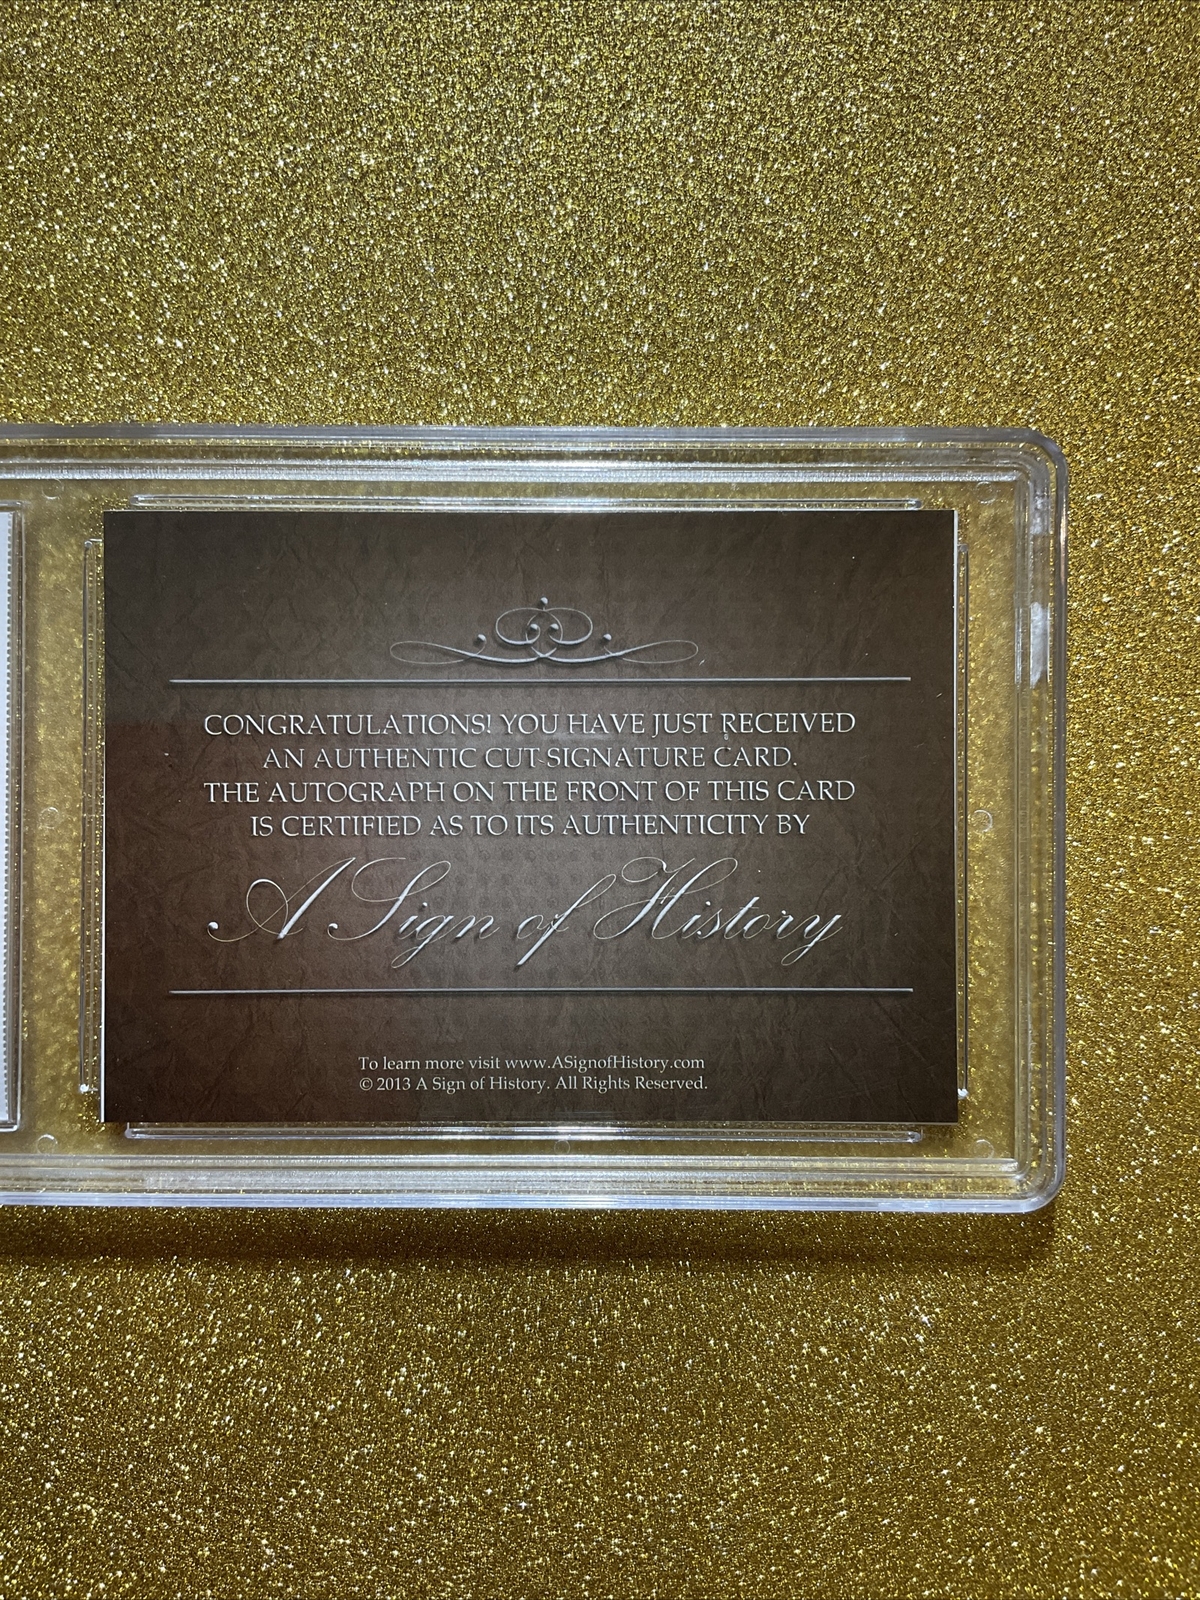 CONGRATULATIONS! YOU HAVE JUST RECEIVED
AN AUTHENTIC CUT SIGNATURE CARD.
THE AUTOGRAPH ON THE FRONT OF THIS CARD
IS CERTIFIED AS TO ITS AUTHENTICITY BY
A Sign of History
To learn more visit www.ASignofHistory.com
© 2013 A Sign of History. All Rights Reserved.